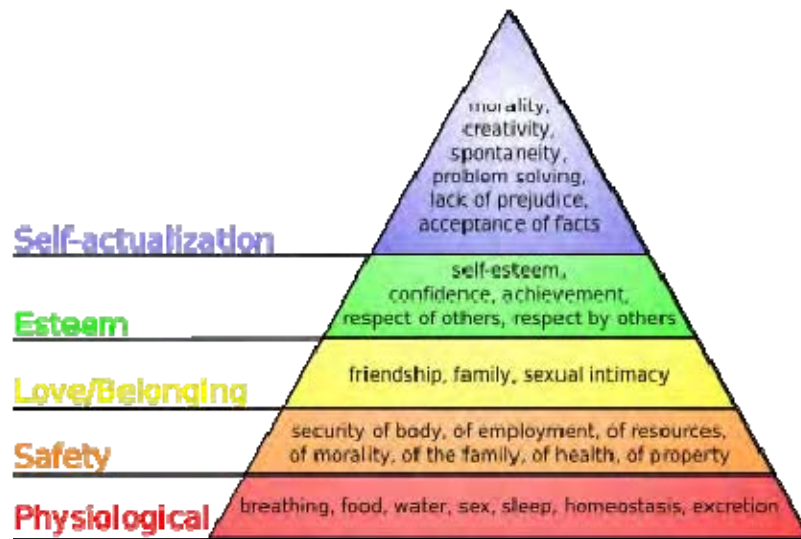 morality,
creativity,
spontaneity,
problem solving,
lack of prejudice,
acceptance of facts
Self-actualization
self-esteem,
confidence, achievement,
respect of others, respect by others
Esteem
friendship, family, sexual intimacy
Love/Belonging
security of body, of employment, of resources,
of morality, of the family, of health, of property
Safety
breathing, food, water, sex, sleep, homeostasis, excretion
Physiological